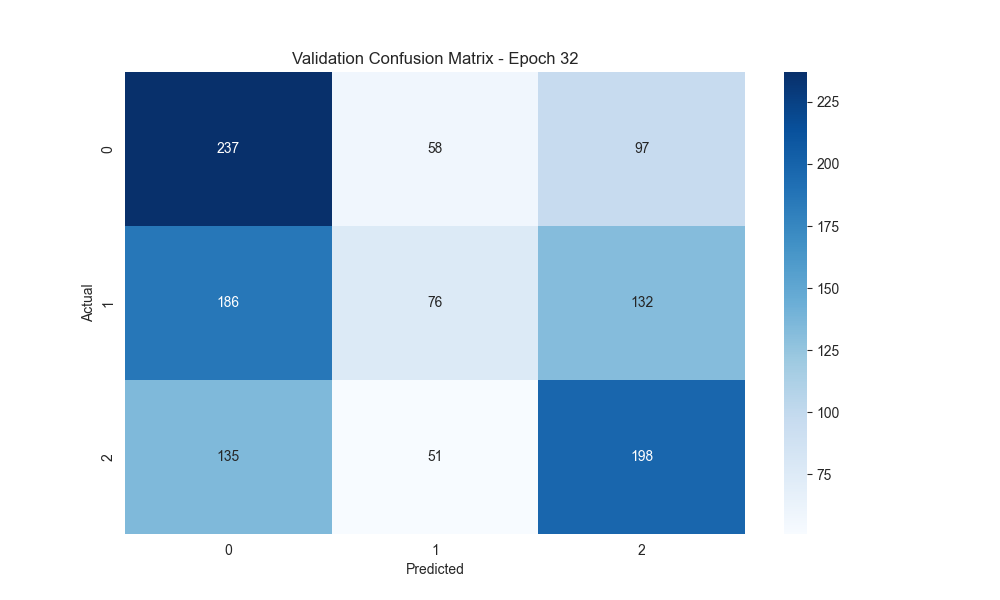 Validation Confusion Matrix - Epoch 32
0 237 58 97
1 186 76 132
2 135 51 198
0 1 2
Predicted
Actual
225
200
175
150
125
100
75